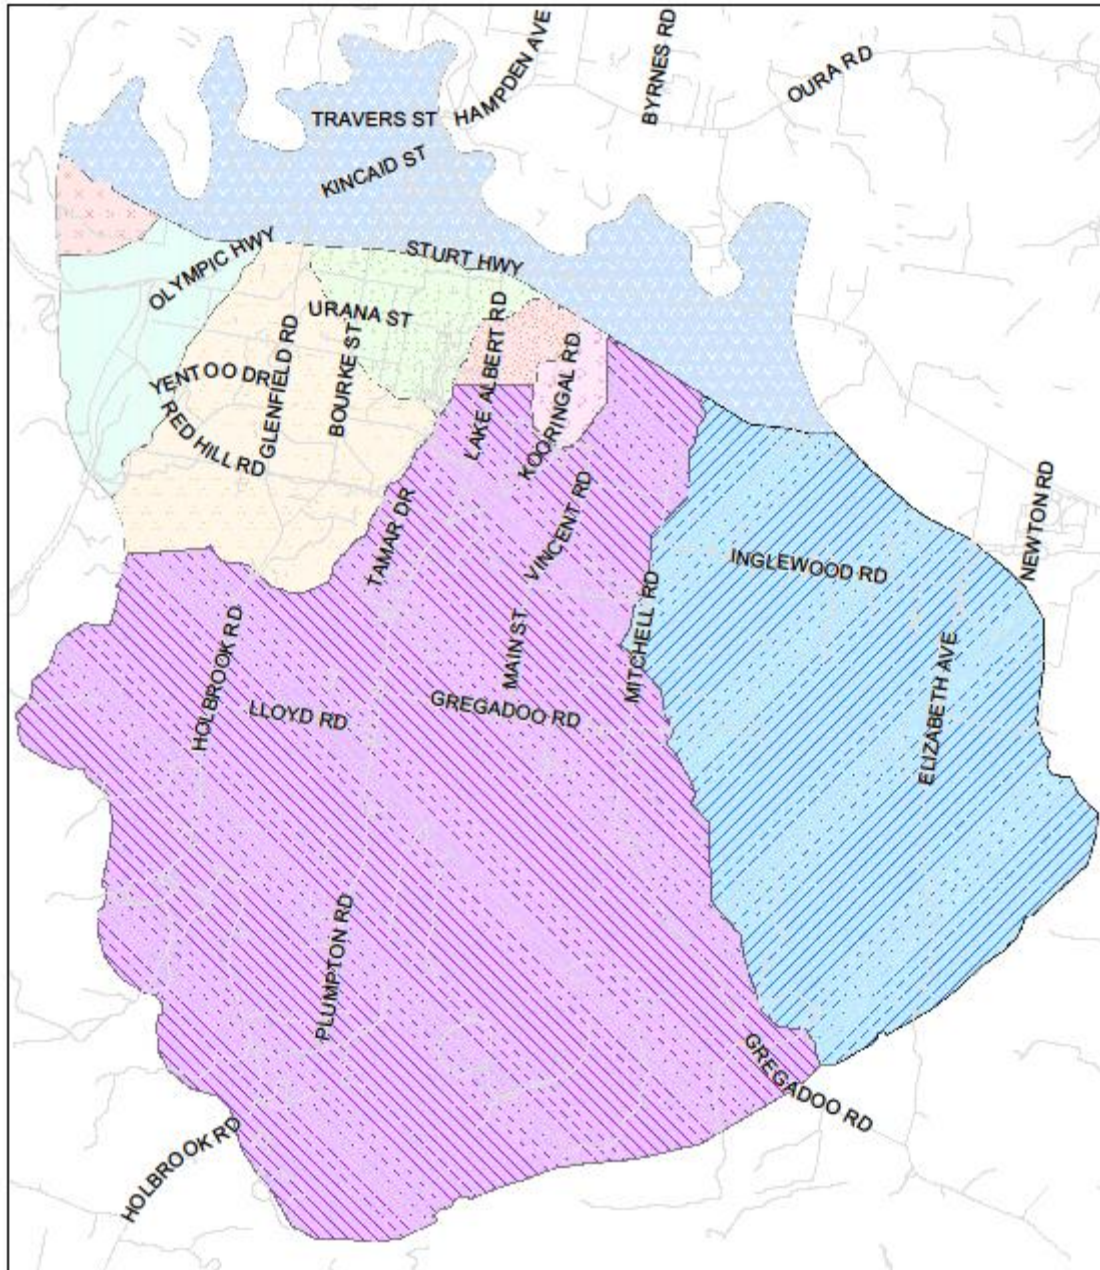 HAMPDEN AVE
BYRNES RD
OURA RD
TRAVERS ST
KINCAID ST
OLYMPIC HWY
STURT HWY
URANA ST
LAKE ALBERT RD
KOORINGAL RD
YENTOO DR
GLENFIELD RD
BOURKE ST
RED HILL RD
TAMAR DR
VINCENT RD
NEWTON RD
INGLEWOOD RD
MAIN ST
MITCHELL RD
HOLBROOK RD
LLOYD RD
GREGADOO RD
ELIZABETH AVE
PLUMPTON RD
GREGADOO RD
HOLBROOK RD